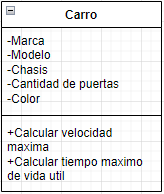 Carro
-Marca
-Modelo
-Chasis
-Cantidad de puertas
-Color
+Calcular velocidad
maxima
+Calcular tiempo maximo
de vida util